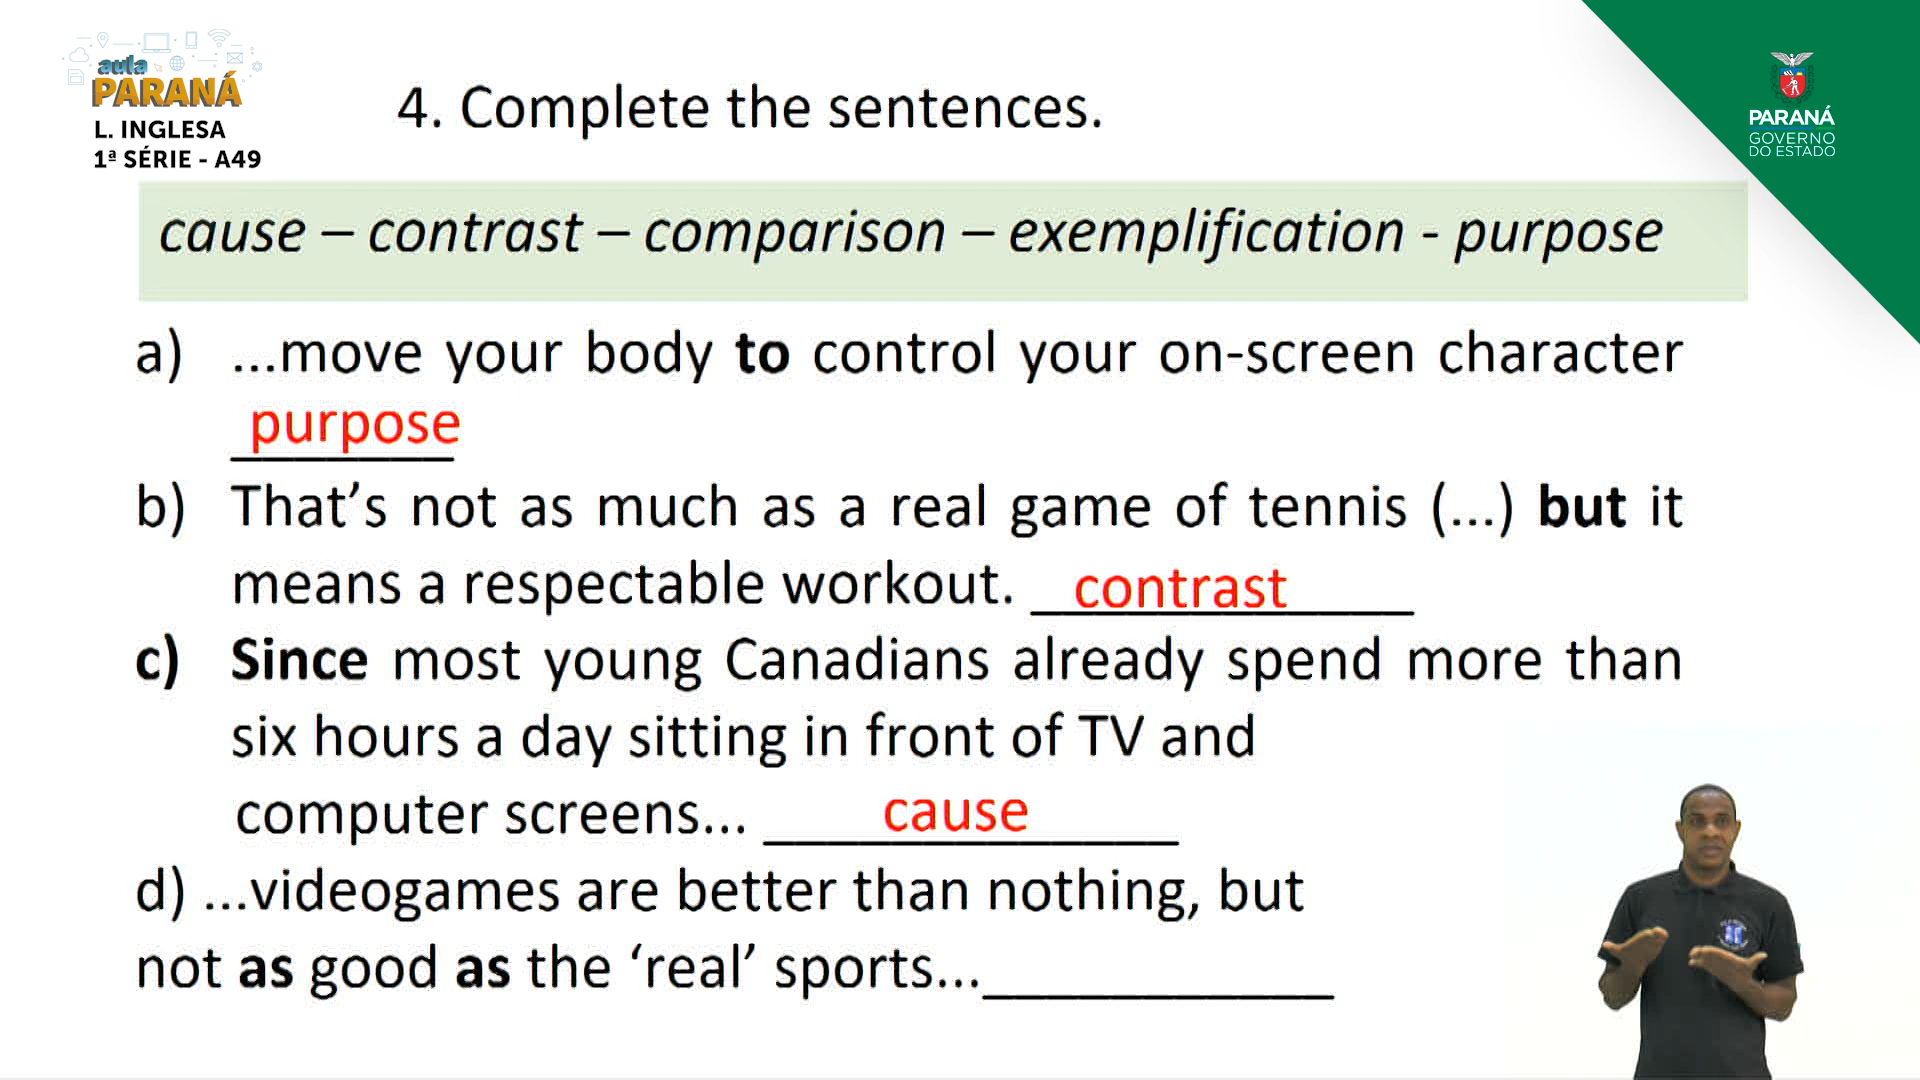 aula
PARANÁ
L. INGLESA
1ª SÉRIE - A49
4. Complete the sentences.
PARANÁ
GOVERNO
DO ESTADO
cause – contrast – comparison – exemplification - purpose
a) ...move your body to control your on-screen character
purpose
b) That’s not as much as a real game of tennis (...) but it
means a respectable workout. contrast
c) Since most young Canadians already spend more than
six hours a day sitting in front of TV and
computer screens... cause
d) ...videogames are better than nothing, but
not as good as the ‘real’ sports...___________